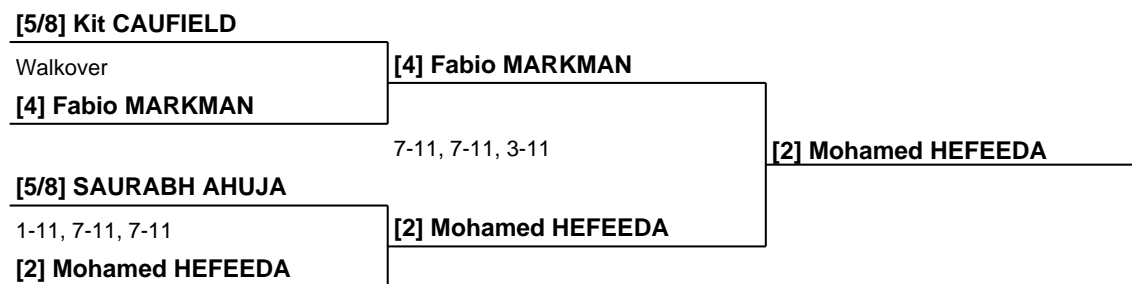 [5/8] Kit CAUFIELD
Walkover
[4] Fabio MARKMAN
[4] Fabio MARKMAN
7-11, 7-11, 3-11
[2] Mohamed HEFEEDA
[5/8] SAURABH AHUJA
1-11, 7-11, 7-11
[2] Mohamed HEFEEDA
[2] Mohamed HEFEEDA